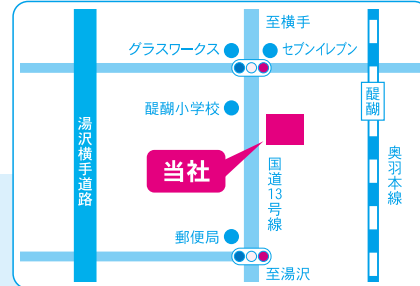 至横手
グラスワークス
セブンイレブン
醍醐小学校
醍醐
湯沢横手道路
当社
国道13号線
奥羽本線
郵便局
至湯沢